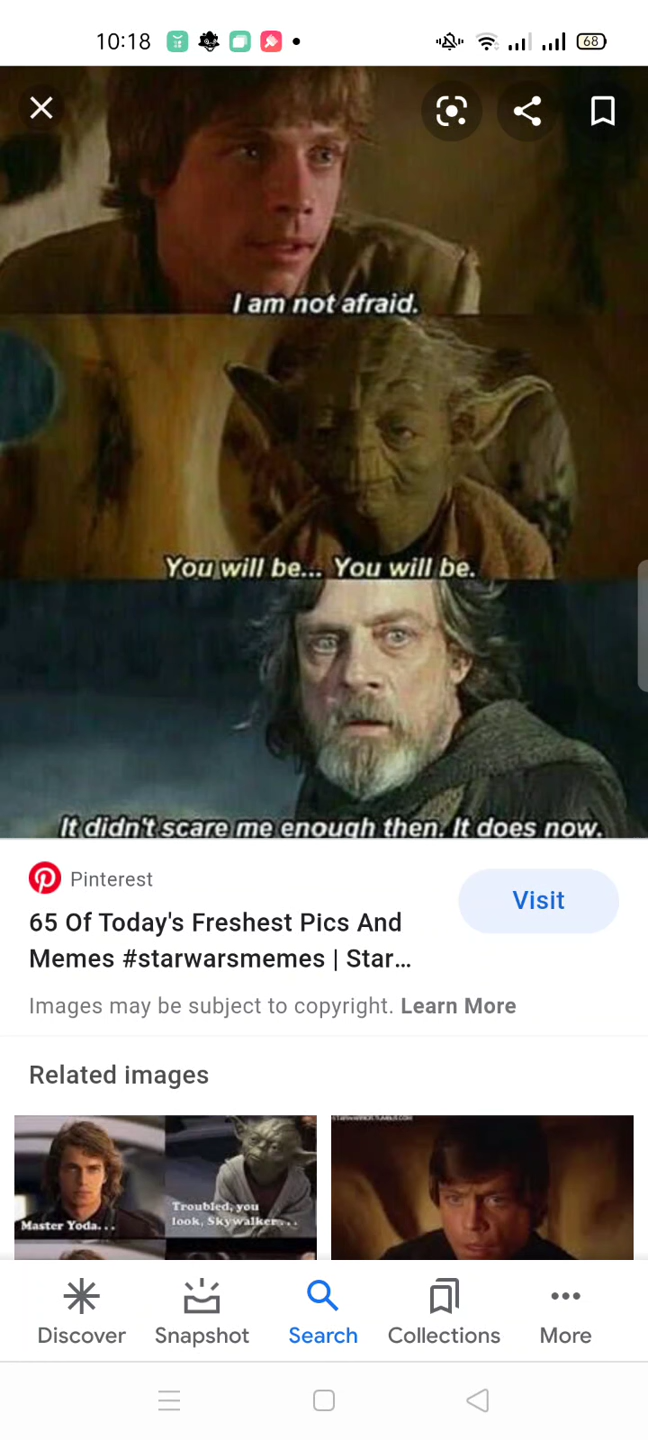 10:18
68
I am not afraid.
You will be... You will be.
It didn't scare me enough then. It does now.
Pinterest
Visit
65 Of Today's Freshest Pics And
Memes #starwarsmemes | Star...
Images may be subject to copyright. Learn More
Related images
Master Yoda...
Troubled, you
look, Skywalker...
Discover
Snapshot
Search
Collections
More